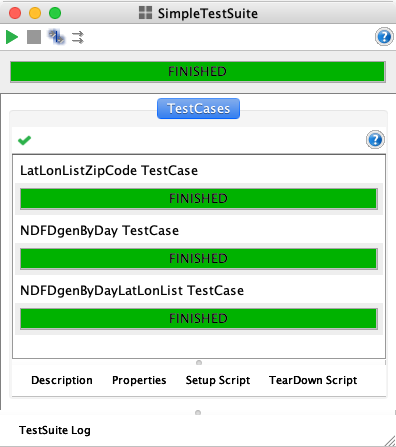 SimpleTestSuite
FINISHED
TestCases
LatLonListZipCode TestCase
FINISHED
NDFDgenByDay TestCase
FINISHED
NDFDgenByDayLatLonList TestCase
FINISHED
Description Properties Setup Script TearDown Script
TestSuite Log